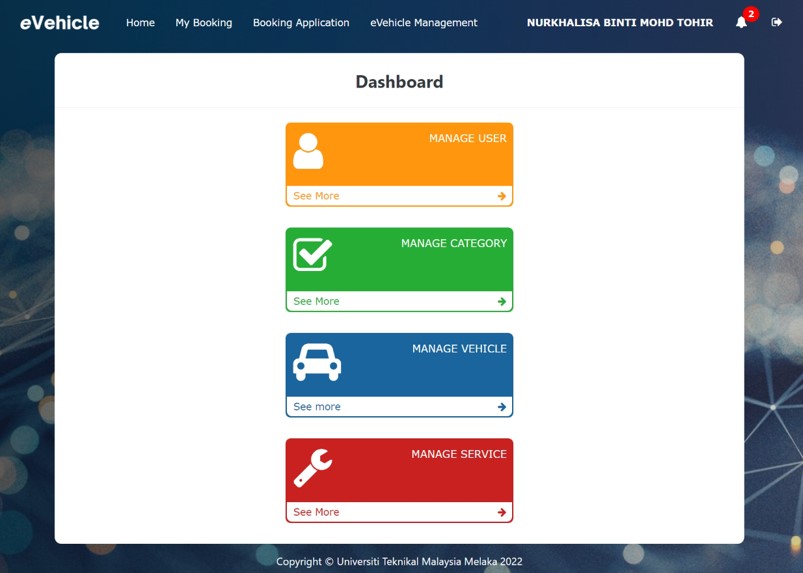 eVehicle Home My Booking Booking Application eVehicle Management NURKHALISA BINTI MOHD TOHIR 2
Dashboard
MANAGE USER
See More
MANAGE CATEGORY
See More
MANAGE VEHICLE
See more
MANAGE SERVICE
See More
Copyright © Universiti Teknikal Malaysia Melaka 2022